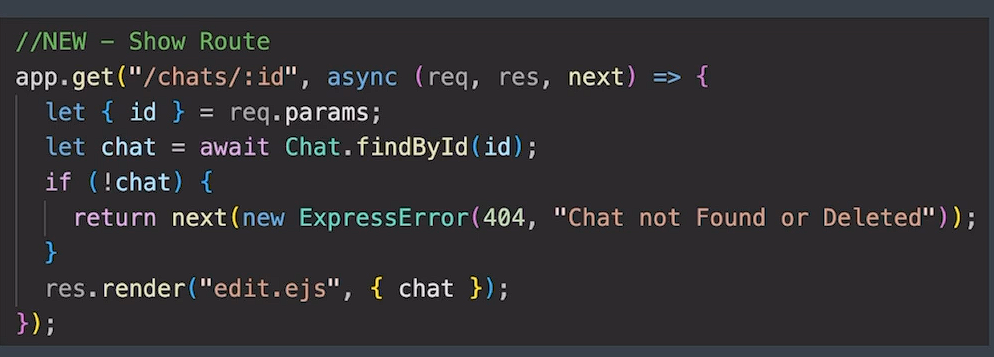 //NEW - Show Route
app.get("/chats/:id", async (req, res, next) => {
  let { id } = req.params;
  let chat = await Chat.findById(id);
  if (!chat) {
    return next(new ExpressError(404, "Chat not Found or Deleted"));
  }
  res.render("edit.ejs", { chat });
});